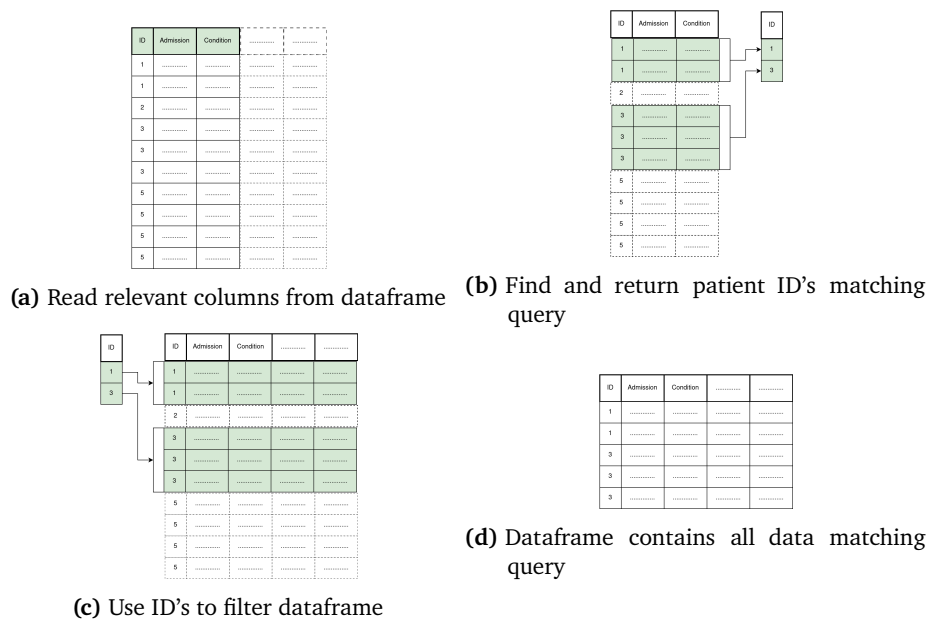 ID Admission Condition ............. .............
1 ............. ............. ............. .............
1 ............. ............. ............. .............
2 ............. ............. ............. .............
3 ............. ............. ............. .............
3 ............. ............. ............. .............
3 ............. ............. ............. .............
5 ............. ............. ............. .............
5 ............. ............. ............. .............
5 ............. ............. ............. .............
5 ............. ............. ............. .............
(a) Read relevant columns from dataframe
ID Admission Condition ID
1 ............. ............. 1
1 ............. ............. 3
2 ............. .............
3 ............. .............
3 ............. .............
3 ............. .............
5 ............. .............
5 ............. .............
5 ............. .............
5 ............. .............
(b) Find and return patient ID's matching
query
ID ID Admission Condition ............. .............
1 1 ............. ............. ............. .............
3 1 ............. ............. ............. .............
2 ............. ............. ............. .............
3 ............. ............. ............. .............
3 ............. ............. ............. .............
3 ............. ............. ............. .............
5 ............. ............. ............. .............
5 ............. ............. ............. .............
5 ............. ............. ............. .............
5 ............. ............. ............. .............
(c) Use ID's to filter dataframe
ID Admission Condition ............. .............
1 ............. ............. ............. .............
1 ............. ............. ............. .............
3 ............. ............. ............. .............
3 ............. ............. ............. .............
3 ............. ............. ............. .............
(d) Dataframe contains all data matching
query